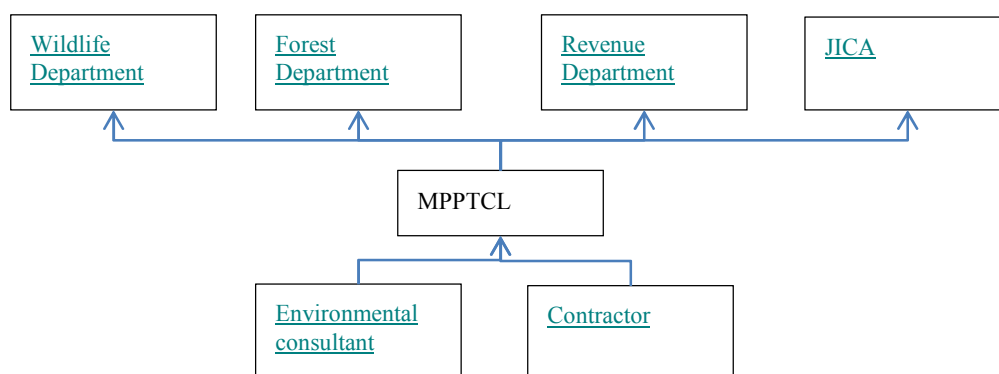 Wildlife
Department
Forest
Department
Revenue
Department
JICA
MPPTCL
Environmental
consultant
Contractor